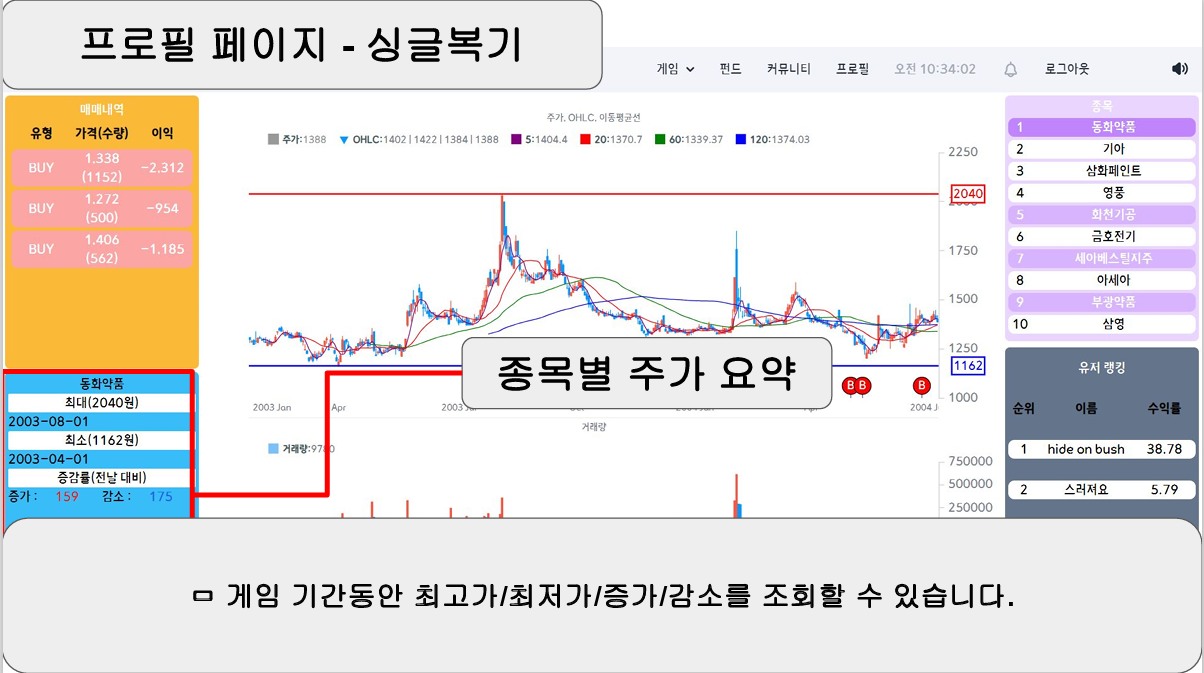 프로필 페이지 - 싱글복기
게임 펀드 커뮤니티 프로필 오전 10:34:02 로그아웃
매매내역
유형 가격(수량) 이익
BUY 1,338 (1152) -2,312
BUY 1,272 (500) -954
BUY 1,406 (562) -1,185
동화약품
최대(2040원)
2003-08-01
최소(1162원)
2003-04-01
증감률(전날 대비)
증가 : 159 감소 : 175
주가, OHLC, 이동평균선
주가:1388 OHLC:1402 | 1422 | 1384 | 1388 5:1404.4 20:1370.7 60:1339.37 120:1374.03
2250
2040
1750
1500
1250
1162
1000
B B B
2003 Jan Apr
거래량
거래량:97
750000
500000
250000
종목별 주가 요약
종목
1 동화약품
2 기아
3 삼화페인트
4 영풍
5 화천기공
6 금호전기
7 세아베스틸지주
8 아세아
9 부광약품
10 삼영
유저 랭킹
순위 이름 수익률
1 hide on bush 38.78
2 스러져요 5.79
ㅁ 게임 기간동안 최고가/최저가/증가/감소를 조회할 수 있습니다.